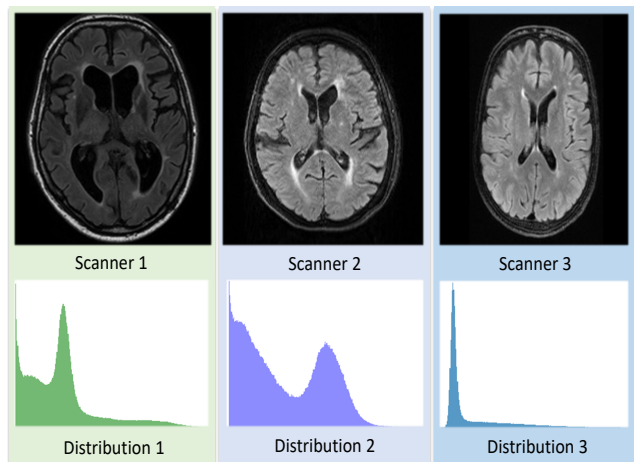 Scanner 1
Scanner 2
Scanner 3
Distribution 1
Distribution 2
Distribution 3